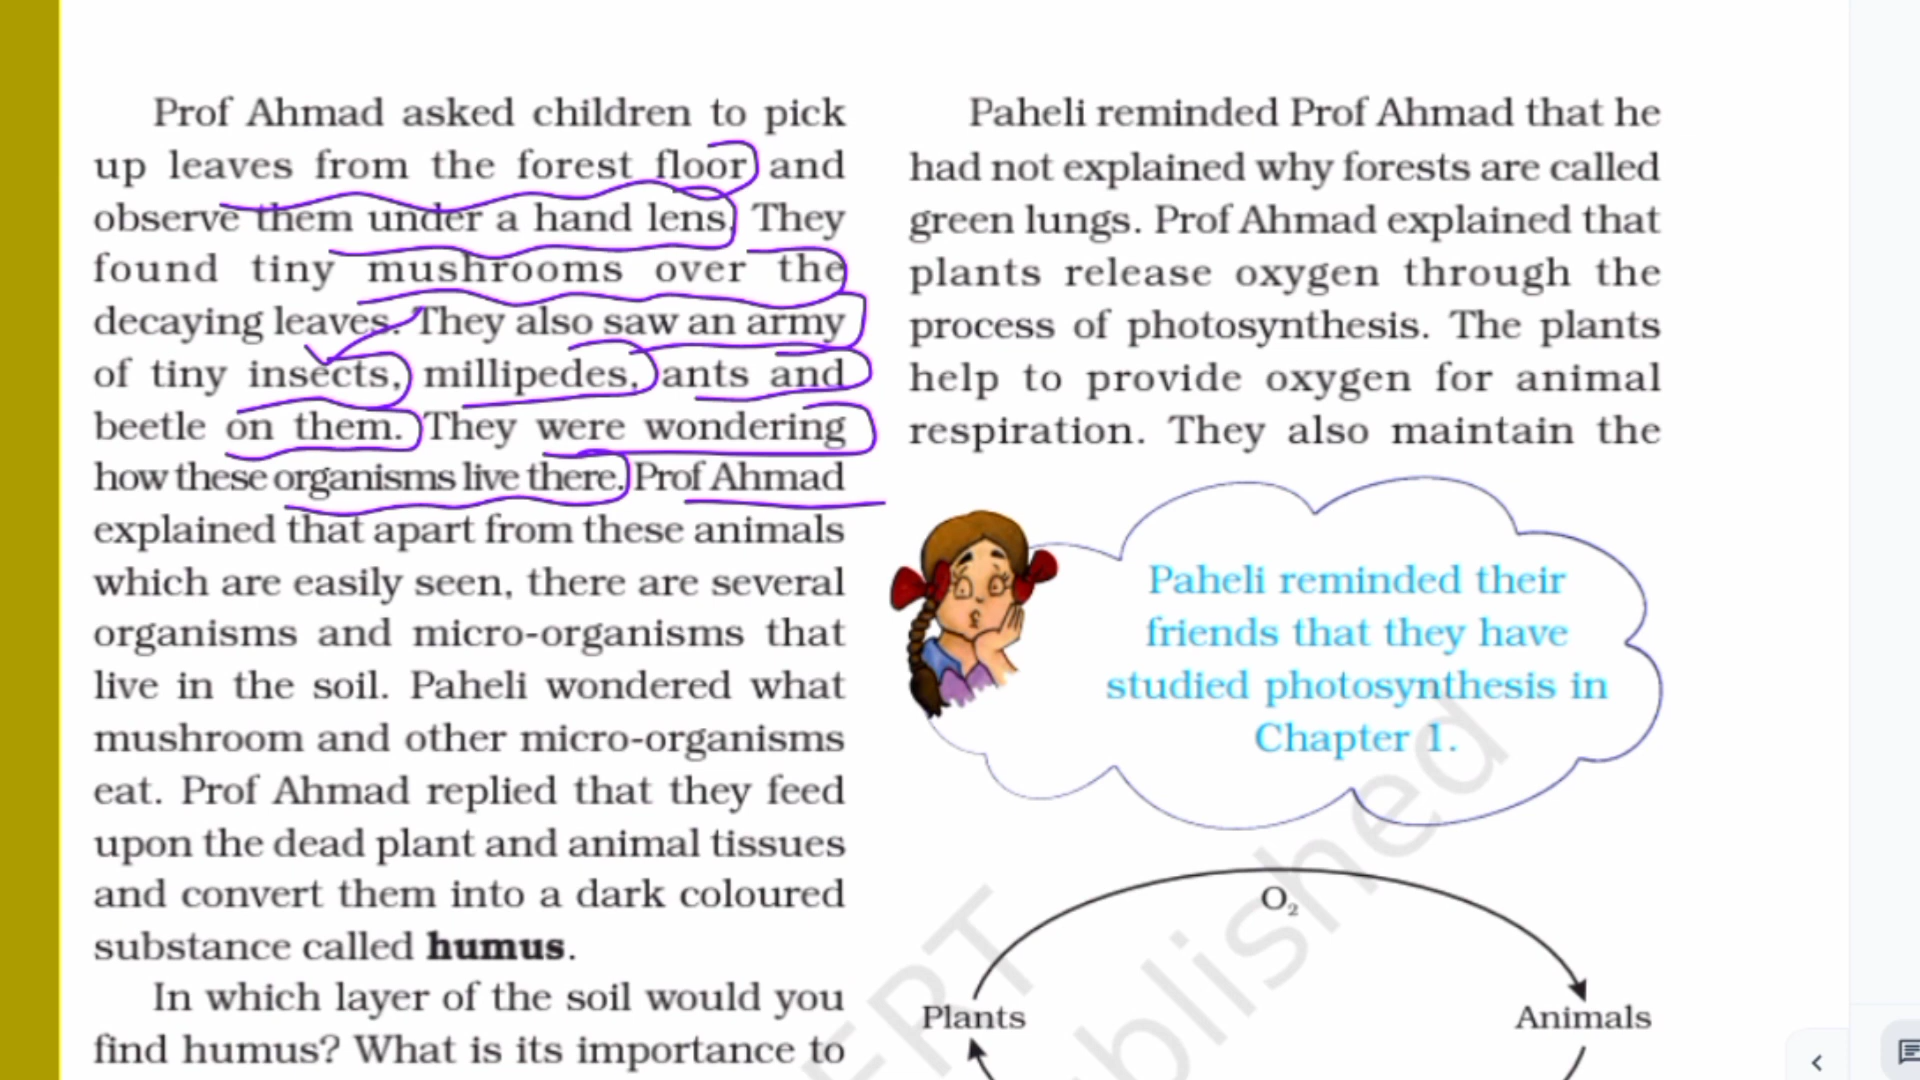 Prof Ahmad asked children to pick
up leaves from the forest floor and
observe them under a hand lens. They
found tiny mushrooms over the
decaying leaves. They also saw an army
of tiny insects, millipedes, ants and
beetle on them. They were wondering
how these organisms live there. Prof Ahmad
explained that apart from these animals
which are easily seen, there are several
organisms and micro-organisms that
live in the soil. Paheli wondered what
mushroom and other micro-organisms
eat. Prof Ahmad replied that they feed
upon the dead plant and animal tissues
and convert them into a dark coloured
substance called humus.
In which layer of the soil would you
find humus? What is its importance to
Paheli reminded Prof Ahmad that he
had not explained why forests are called
green lungs. Prof Ahmad explained that
plants release oxygen through the
process of photosynthesis. The plants
help to provide oxygen for animal
respiration. They also maintain the
Paheli reminded their
friends that they have
studied photosynthesis in
Chapter 1.
O₂
Plants
Animals